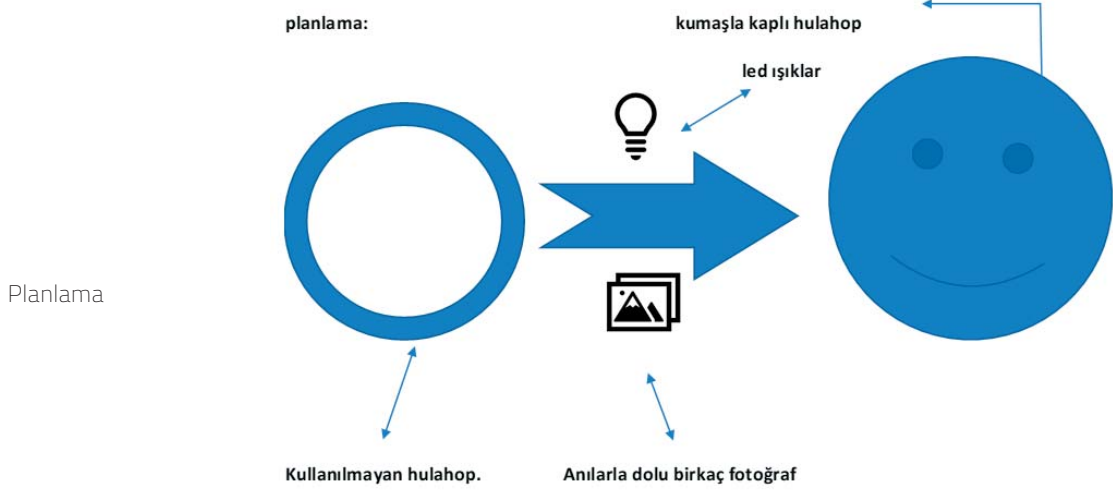 planlama:
kumaşla kaplı hulahop
led ışıklar
Planlama
Kullanılmayan hulahop.
Anılarla dolu birkaç fotoğraf